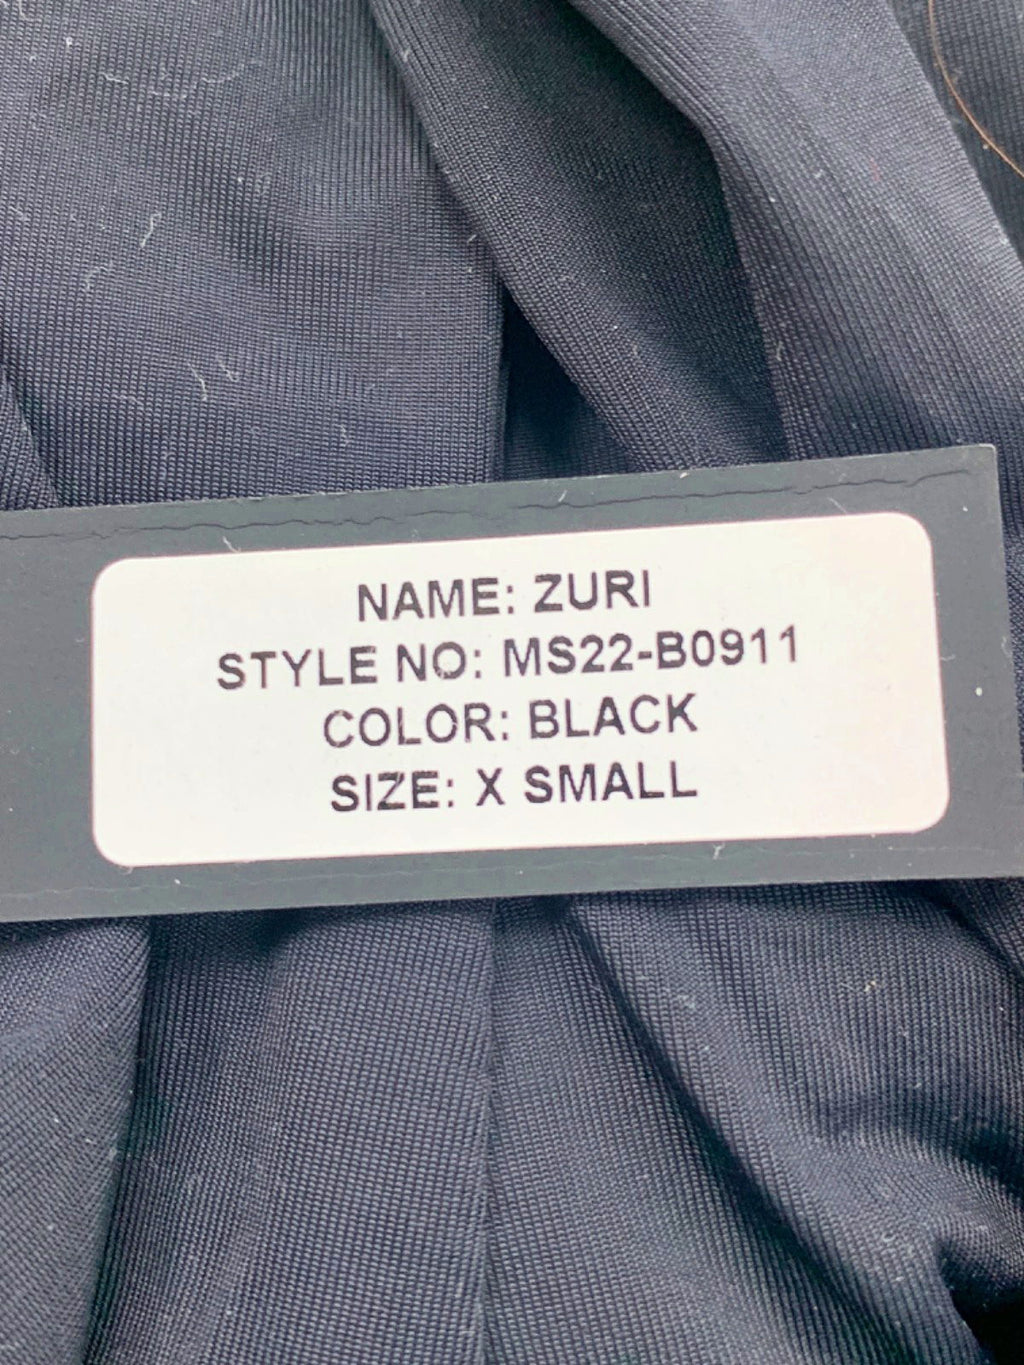 NAME: ZURI
STYLE NO: MS22-B0911
COLOR: BLACK
SIZE: X SMALL